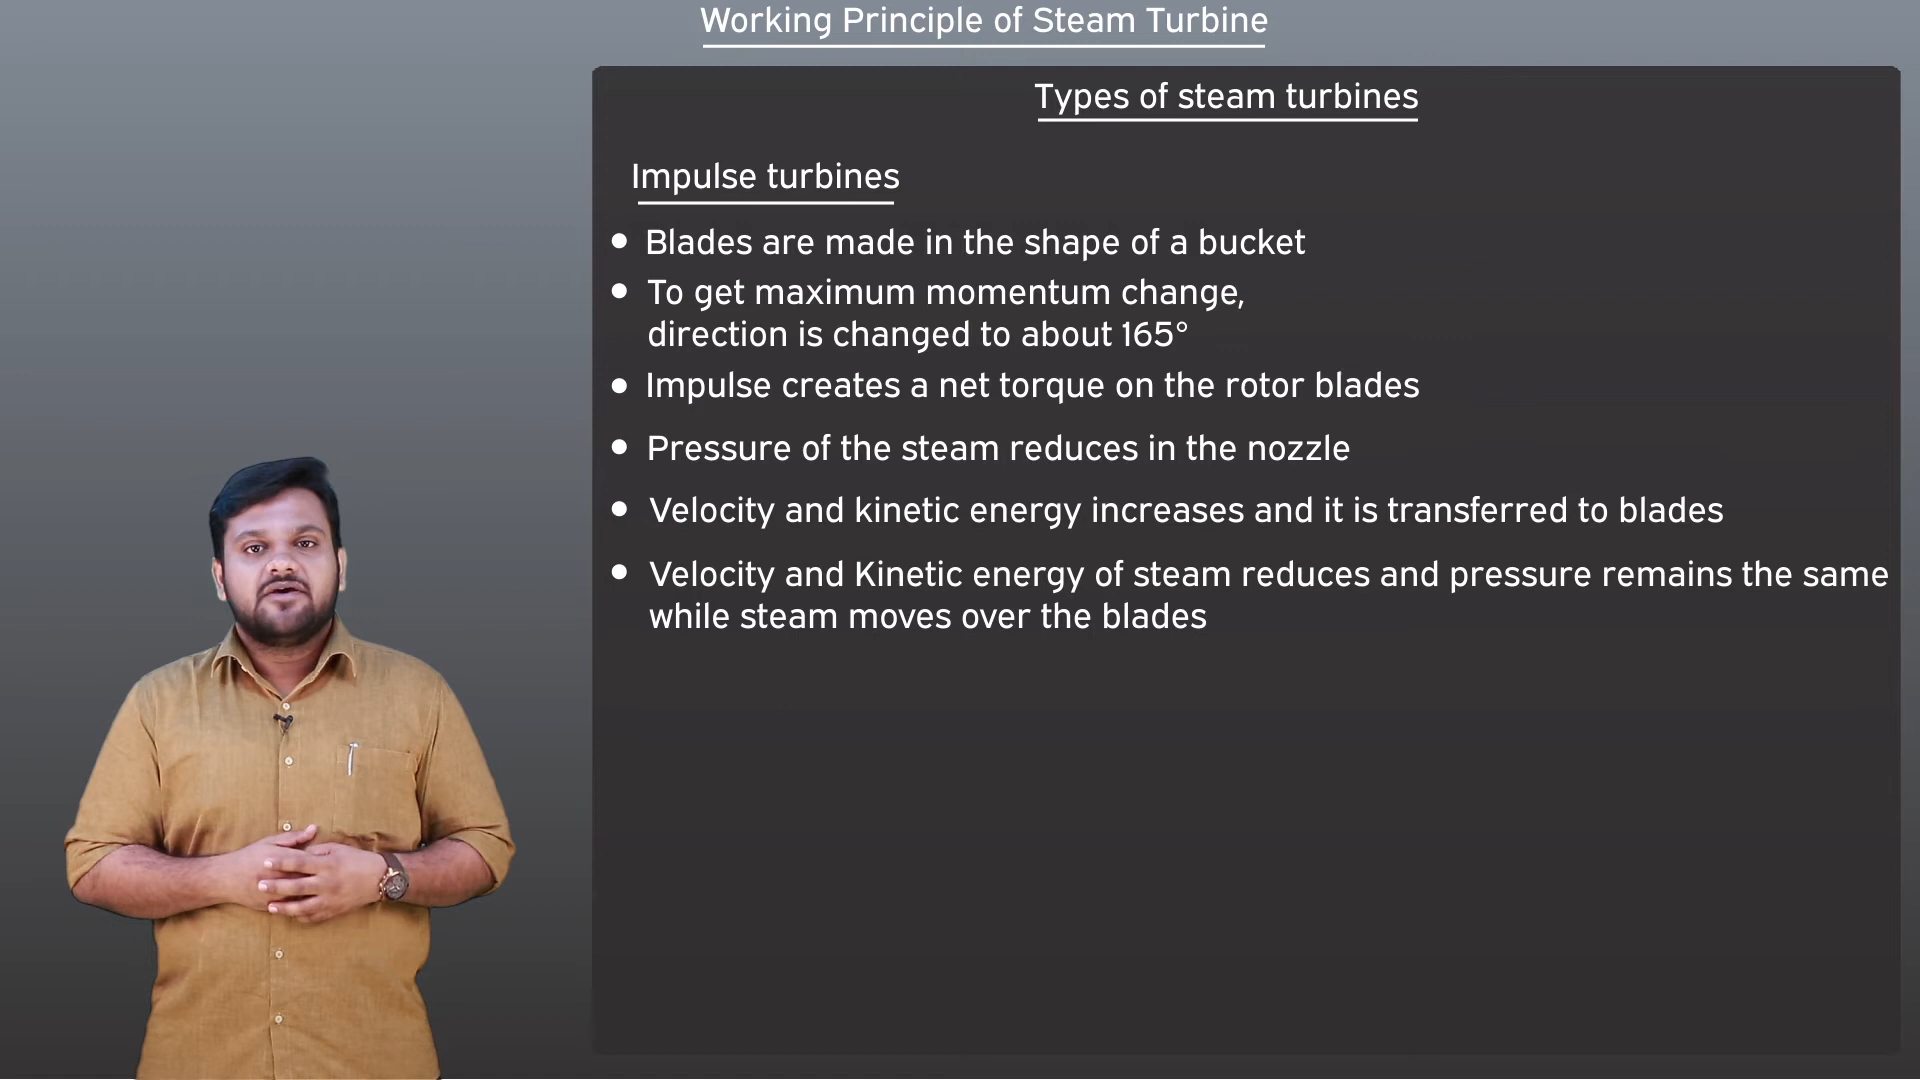 Working Principle of Steam Turbine
Types of steam turbines
Impulse turbines
• Blades are made in the shape of a bucket
• To get maximum momentum change,
direction is changed to about 165°
• Impulse creates a net torque on the rotor blades
• Pressure of the steam reduces in the nozzle
• Velocity and kinetic energy increases and it is transferred to blades
• Velocity and Kinetic energy of steam reduces and pressure remains the same
while steam moves over the blades